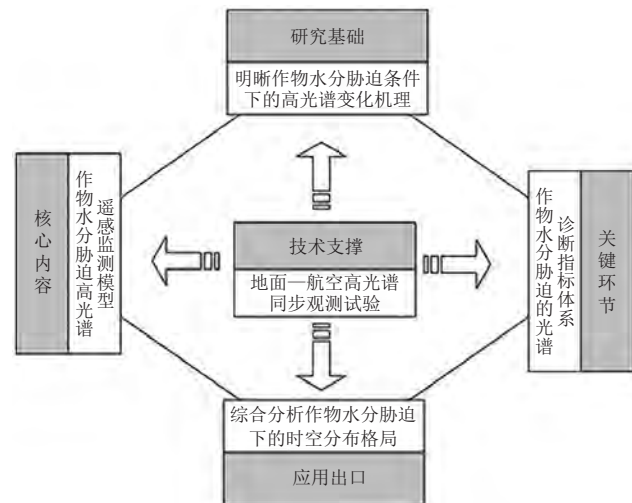 研究基础
明晰作物水分胁迫条件
下的高光谱变化机理
核心内容
作物水分胁迫高光谱
遥感监测模型
技术支撑
地面—航空高光谱
同步观测试验
作物水分胁迫的光谱
诊断指标体系
关键环节
综合分析作物水分胁迫
下的时空分布格局
应用出口